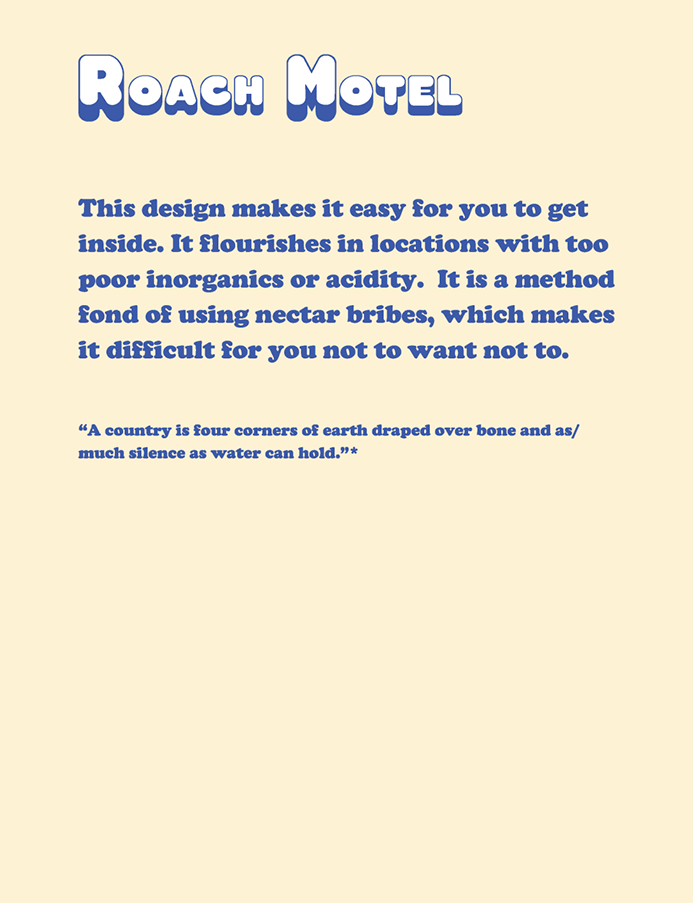 Roach Motel
This design makes it easy for you to get
inside. It flourishes in locations with too
poor inorganics or acidity.  It is a method
fond of using nectar bribes, which makes
it difficult for you not to want not to.
“A country is four corners of earth draped over bone and as/
much silence as water can hold.”*